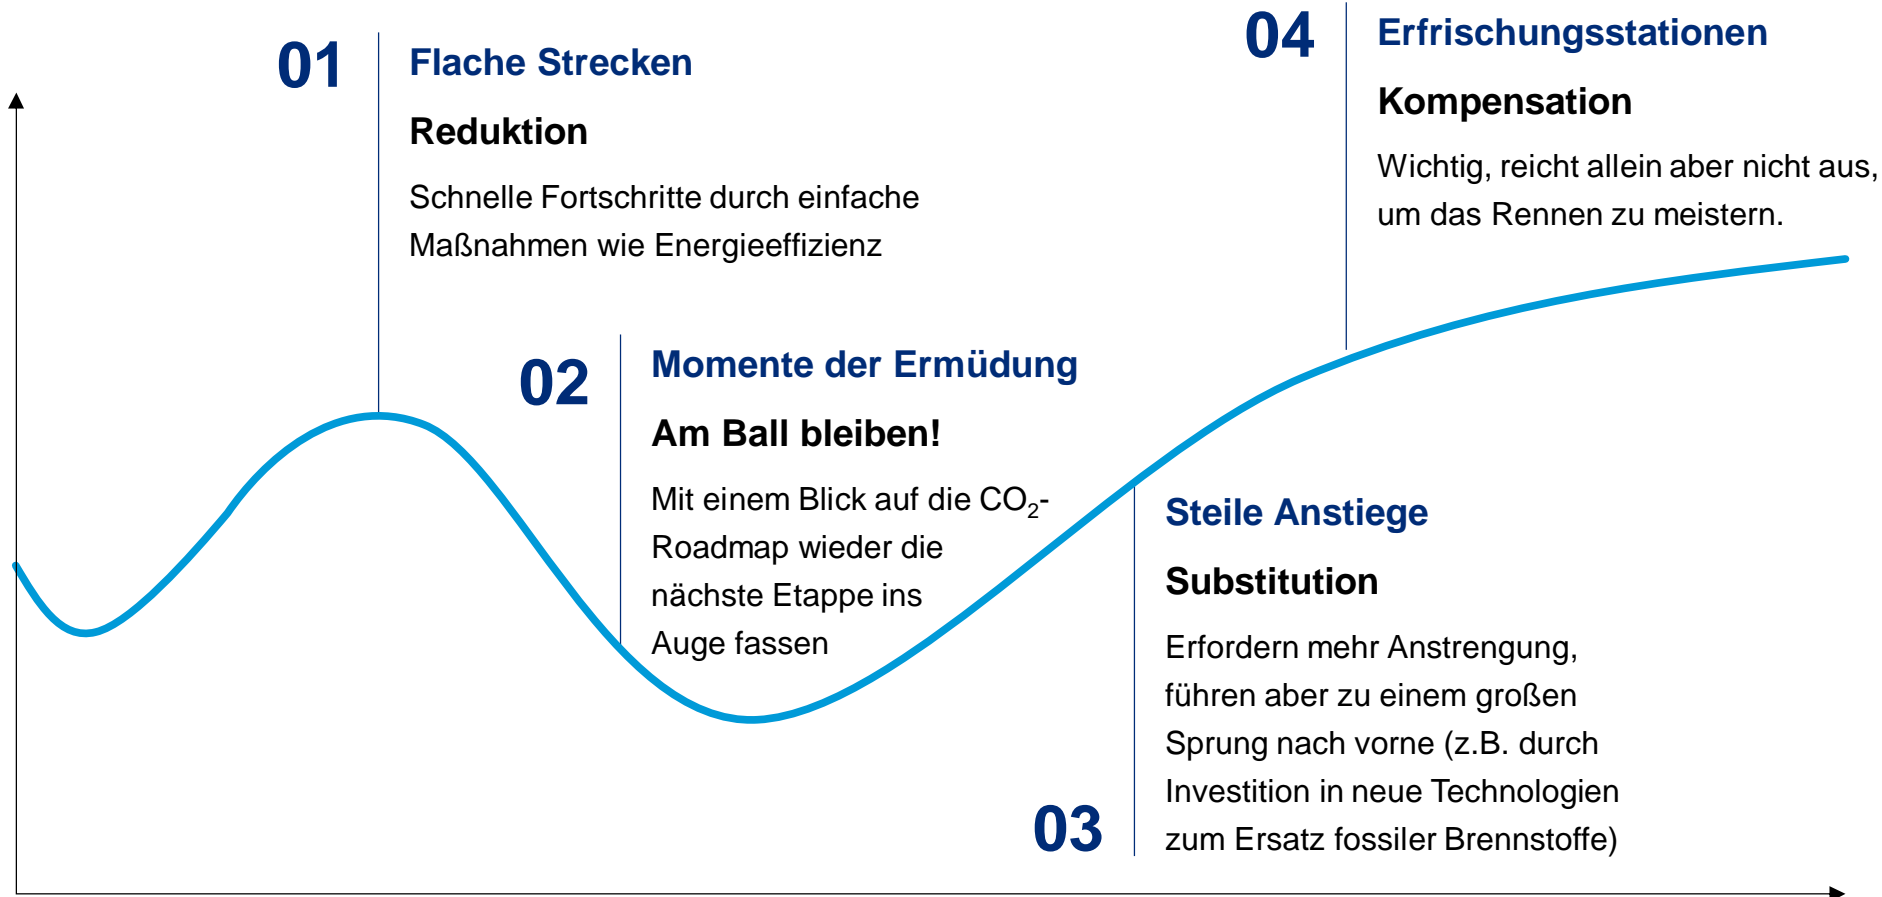 01
Flache Strecken
Reduktion
Schnelle Fortschritte durch einfache
Maßnahmen wie Energieeffizienz
02
Momente der Ermüdung
Am Ball bleiben!
Mit einem Blick auf die CO₂-
Roadmap wieder die
nächste Etappe ins
Auge fassen
03
Steile Anstiege
Substitution
Erfordern mehr Anstrengung,
führen aber zu einem großen
Sprung nach vorne (z.B. durch
Investition in neue Technologien
zum Ersatz fossiler Brennstoffe)
04
Erfrischungsstationen
Kompensation
Wichtig, reicht allein aber nicht aus,
um das Rennen zu meistern.